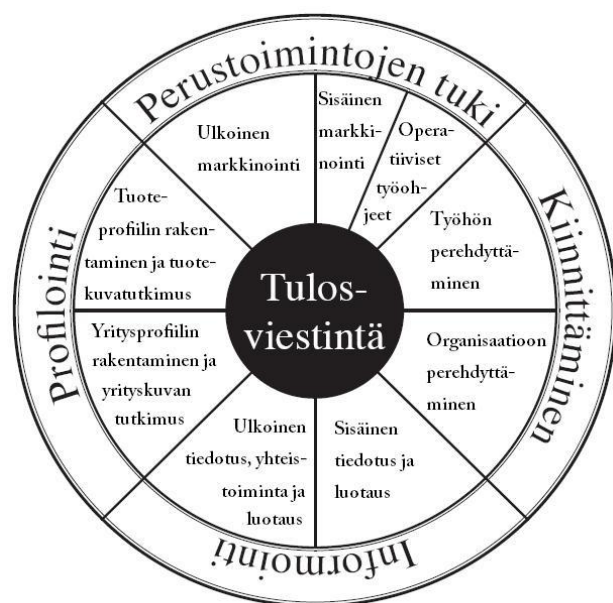 Perustoimintojen tuki
Sisäinen
markki-
nointi
Opera-
tiiviset
työoh-
jeet
Ulkoinen
markkinointi
Kiinnittäminen
Työhön
perehdyttä-
minen
Organisaatioon
perehdyttä-
minen
Informointi
Sisäinen
tiedotus ja
luotaus
Ulkoinen
tiedotus, yhteis-
toiminta ja
luotaus
Profilointi
Yritysprofiilin
rakentaminen ja
yrityskuvan
tutkimus
Tuote-
profiilin raken-
taminen ja tuote-
kuvatutkimus
Tulos-
viestintä